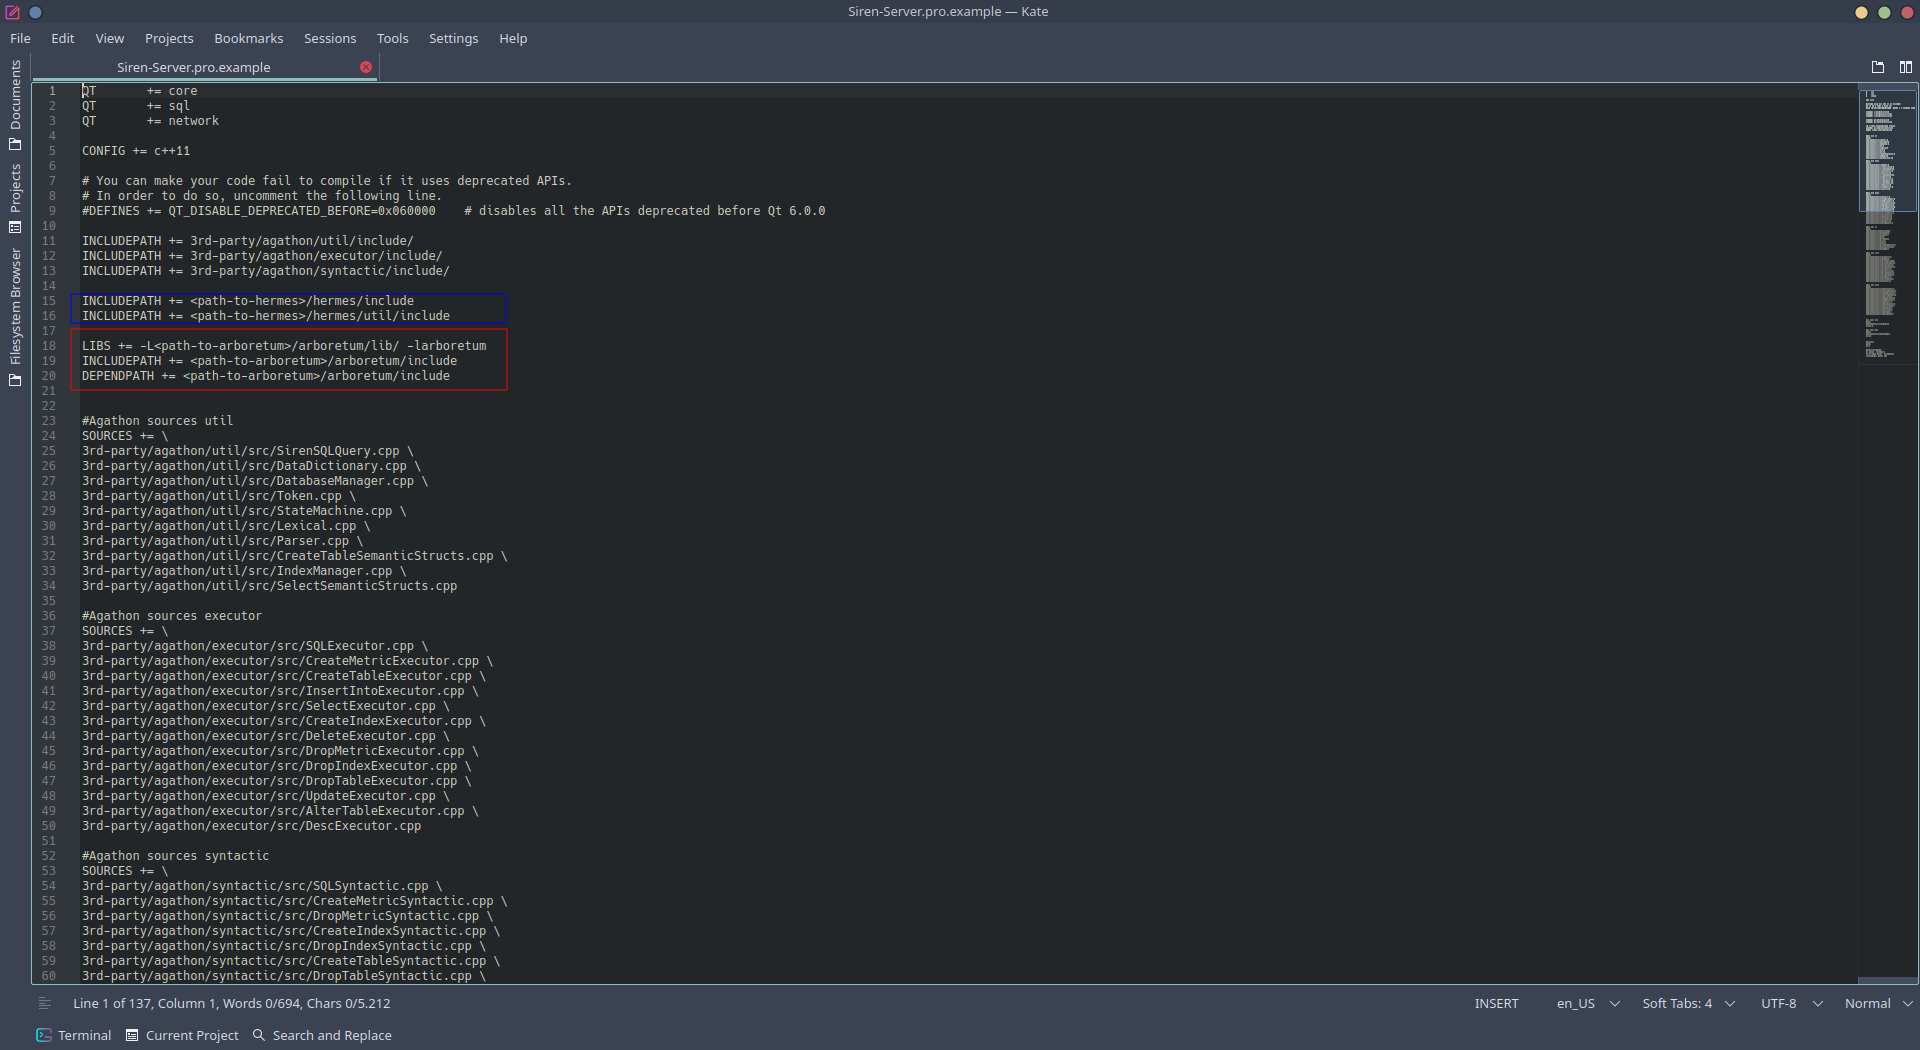 Siren-Server.pro.example — Kate
File Edit View Projects Bookmarks Sessions Tools Settings Help
Documents
Projects
Filesystem Browser
Siren-Server.pro.example
1 QT       += core
2 QT       += sql
3 QT       += network
4
5 CONFIG += c++11
6
7 # You can make your code fail to compile if it uses deprecated APIs.
8 # In order to do so, uncomment the following line.
9 #DEFINES += QT_DISABLE_DEPRECATED_BEFORE=0x060000    # disables all the APIs deprecated before Qt 6.0.0
10
11 INCLUDEPATH += 3rd-party/agathon/util/include/
12 INCLUDEPATH += 3rd-party/agathon/executor/include/
13 INCLUDEPATH += 3rd-party/agathon/syntactic/include/
14
15 INCLUDEPATH += <path-to-hermes>/hermes/include
16 INCLUDEPATH += <path-to-hermes>/hermes/util/include
17
18 LIBS += -L<path-to-arboretum>/arboretum/lib/ -larboretum
19 INCLUDEPATH += <path-to-arboretum>/arboretum/include
20 DEPENDPATH += <path-to-arboretum>/arboretum/include
21
22
23 #Agathon sources util
24 SOURCES += \
25 3rd-party/agathon/util/src/SirenSQLQuery.cpp \
26 3rd-party/agathon/util/src/DataDictionary.cpp \
27 3rd-party/agathon/util/src/DatabaseManager.cpp \
28 3rd-party/agathon/util/src/Token.cpp \
29 3rd-party/agathon/util/src/StateMachine.cpp \
30 3rd-party/agathon/util/src/Lexical.cpp \
31 3rd-party/agathon/util/src/Parser.cpp \
32 3rd-party/agathon/util/src/CreateTableSemanticStructs.cpp \
33 3rd-party/agathon/util/src/IndexManager.cpp \
34 3rd-party/agathon/util/src/SelectSemanticStructs.cpp
35
36 #Agathon sources executor
37 SOURCES += \
38 3rd-party/agathon/executor/src/SQLExecutor.cpp \
39 3rd-party/agathon/executor/src/CreateMetricExecutor.cpp \
40 3rd-party/agathon/executor/src/CreateTableExecutor.cpp \
41 3rd-party/agathon/executor/src/InsertIntoExecutor.cpp \
42 3rd-party/agathon/executor/src/SelectExecutor.cpp \
43 3rd-party/agathon/executor/src/CreateIndexExecutor.cpp \
44 3rd-party/agathon/executor/src/DeleteExecutor.cpp \
45 3rd-party/agathon/executor/src/DropMetricExecutor.cpp \
46 3rd-party/agathon/executor/src/DropIndexExecutor.cpp \
47 3rd-party/agathon/executor/src/DropTableExecutor.cpp \
48 3rd-party/agathon/executor/src/UpdateExecutor.cpp \
49 3rd-party/agathon/executor/src/AlterTableExecutor.cpp \
50 3rd-party/agathon/executor/src/DescExecutor.cpp
51
52 #Agathon sources syntactic
53 SOURCES += \
54 3rd-party/agathon/syntactic/src/SQLSyntactic.cpp \
55 3rd-party/agathon/syntactic/src/CreateMetricSyntactic.cpp \
56 3rd-party/agathon/syntactic/src/DropMetricSyntactic.cpp \
57 3rd-party/agathon/syntactic/src/CreateIndexSyntactic.cpp \
58 3rd-party/agathon/syntactic/src/DropIndexSyntactic.cpp \
59 3rd-party/agathon/syntactic/src/CreateTableSyntactic.cpp \
60 3rd-party/agathon/syntactic/src/DropTableSyntactic.cpp \
Line 1 of 137, Column 1, Words 0/694, Chars 0/5.212 INSERT en_US Soft Tabs: 4 UTF-8 Normal
Terminal Current Project Search and Replace